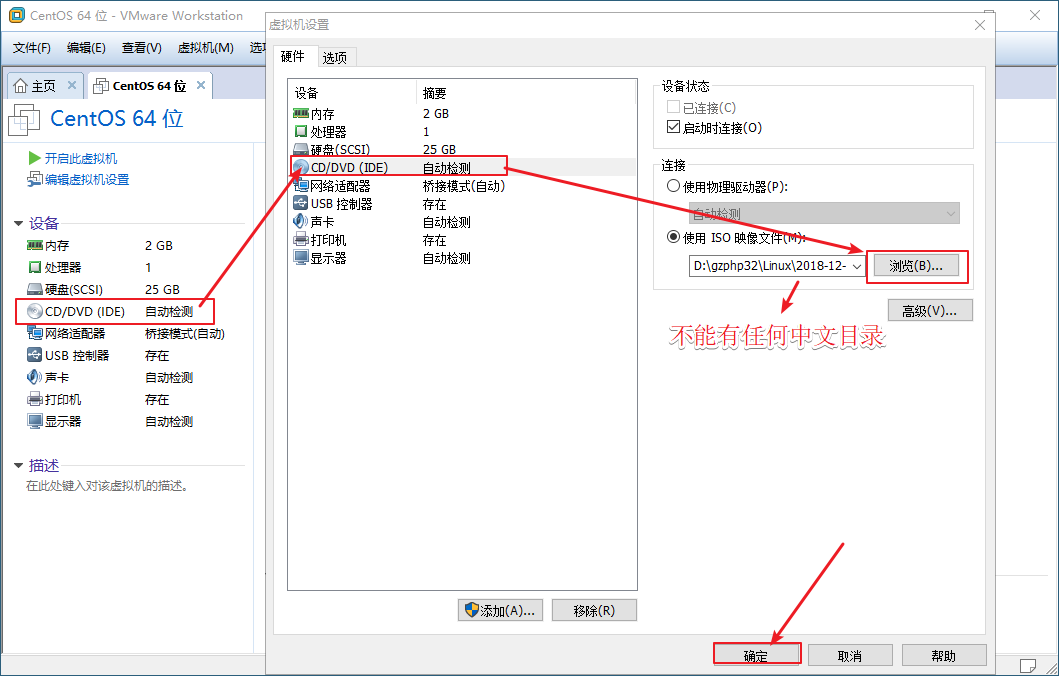 CentOS 64 位 - VMware Workstation
文件(F) 编辑(E) 查看(V) 虚拟机(M)
主页 CentOS 64 位
CentOS 64 位
开启此虚拟机
编辑虚拟机设置
设备
内存 2 GB
处理器 1
硬盘(SCSI) 25 GB
CD/DVD (IDE) 自动检测
网络适配器 桥接模式(自动)
USB 控制器 存在
声卡 自动检测
打印机 存在
显示器 自动检测
描述
在此处键入对该虚拟机的描述。
虚拟机设置
硬件 选项
设备 摘要
内存 2 GB
处理器 1
硬盘(SCSI) 25 GB
CD/DVD (IDE) 自动检测
网络适配器 桥接模式(自动)
USB 控制器 存在
声卡 自动检测
打印机 存在
显示器 自动检测
添加(A)... 移除(R)
设备状态
已连接(C)
启动时连接(O)
连接
使用物理驱动器(P):
自动检测
使用 ISO 映像文件(M):
D:\gzphp32\Linux\2018-12- 浏览(B)...
高级(V)...
不能有任何中文目录
确定 取消 帮助